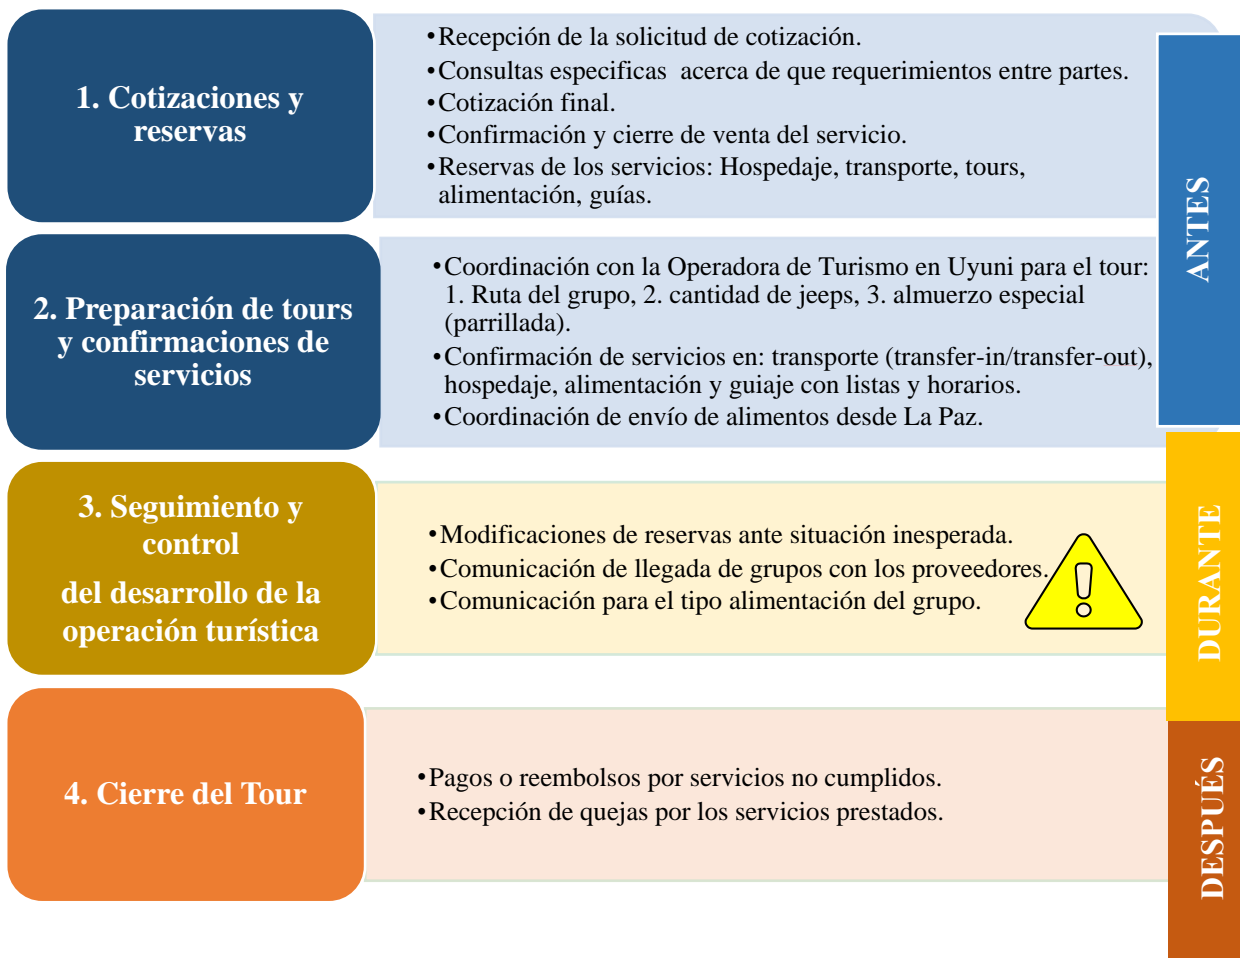 1. Cotizaciones y
reservas
•Recepción de la solicitud de cotización.
•Consultas especificas  acerca de que requerimientos entre partes.
•Cotización final.
•Confirmación y cierre de venta del servicio.
•Reservas de los servicios: Hospedaje, transporte, tours,
alimentación, guías.
ANTES
2. Preparación de tours
y confirmaciones de
servicios
•Coordinación con la Operadora de Turismo en Uyuni para el tour:
1. Ruta del grupo, 2. cantidad de jeeps, 3. almuerzo especial
(parrillada).
•Confirmación de servicios en: transporte (transfer-in/transfer-out),
hospedaje, alimentación y guiaje con listas y horarios.
•Coordinación de envío de alimentos desde La Paz.
3. Seguimiento y
control
del desarrollo de la
operación turística
•Modificaciones de reservas ante situación inesperada.
•Comunicación de llegada de grupos con los proveedores.
•Comunicación para el tipo alimentación del grupo.
DURANTE
4. Cierre del Tour
•Pagos o reembolsos por servicios no cumplidos.
•Recepción de quejas por los servicios prestados.
DESPUÉS